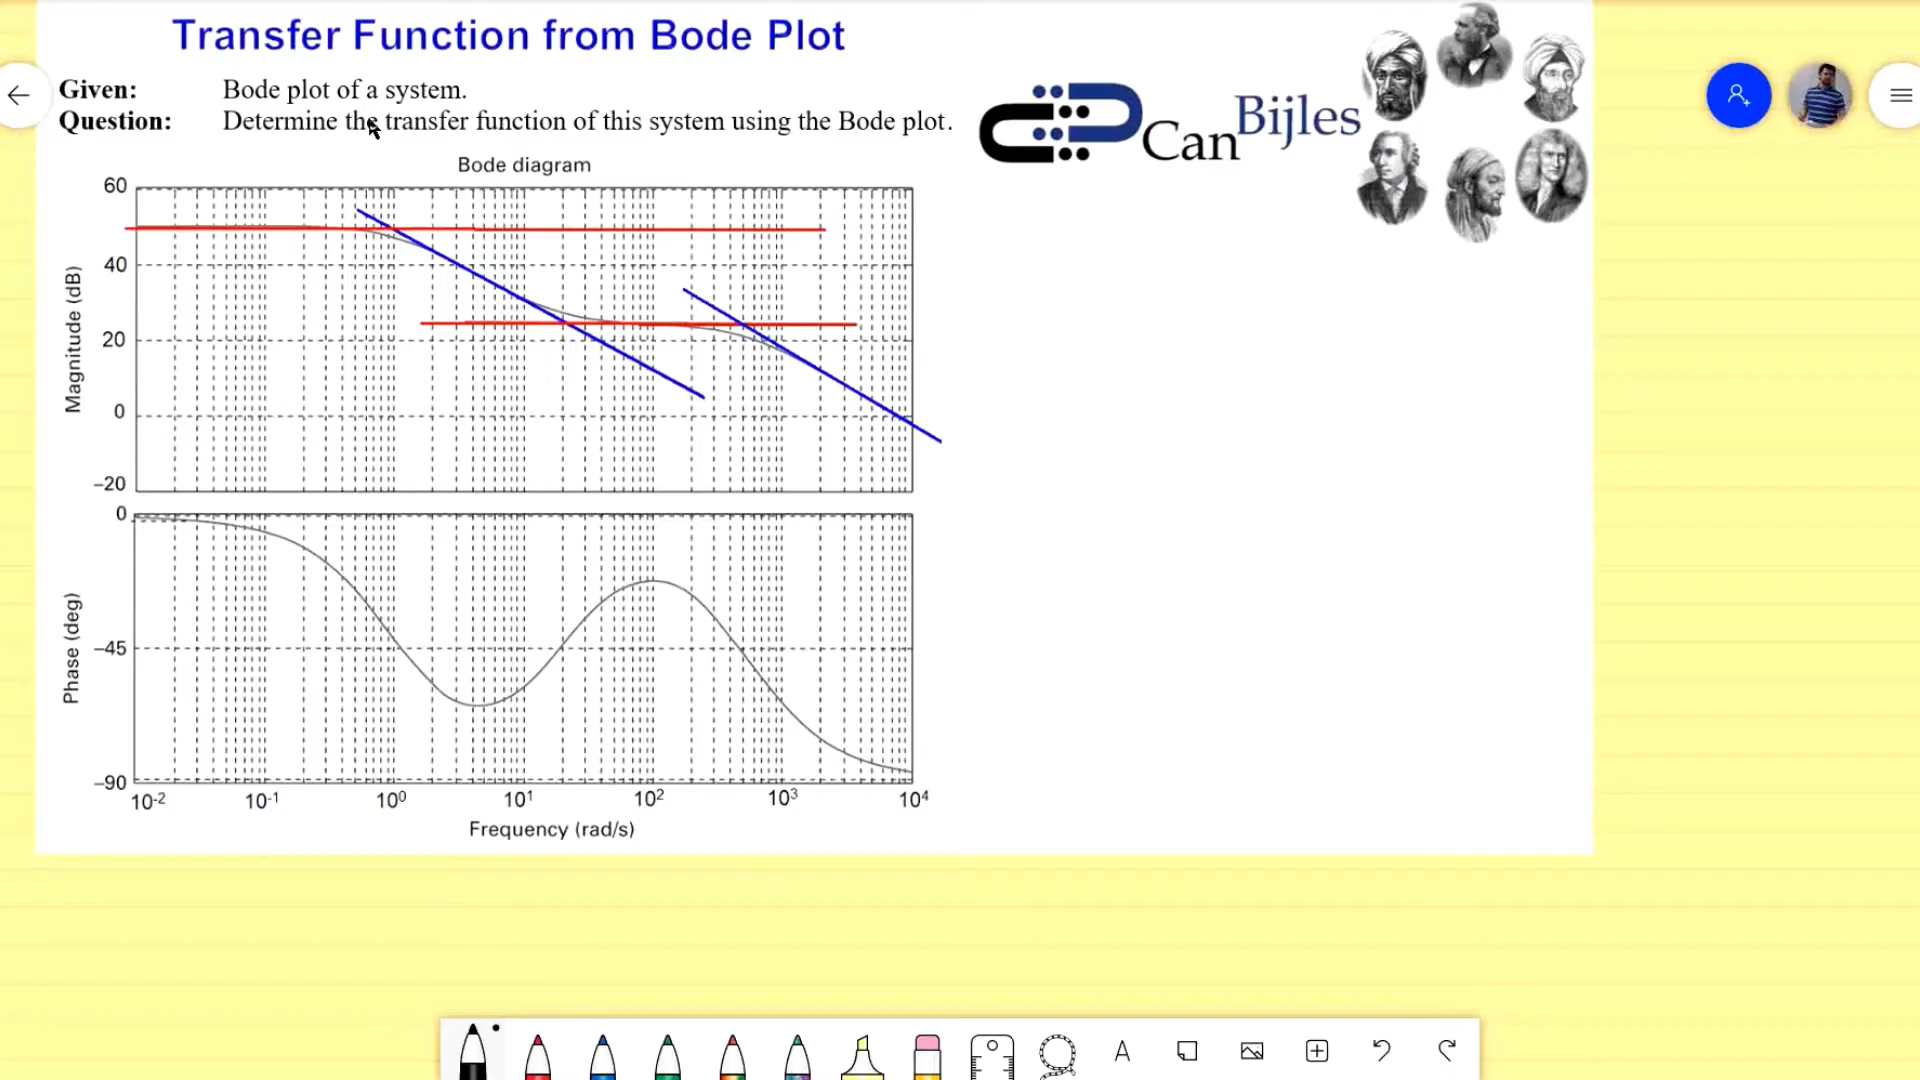 Transfer Function from Bode Plot
Given: Bode plot of a system.
Question: Determine the transfer function of this system using the Bode plot.
CanBijles
Bode diagram
60
40
20
0
−20
Magnitude (dB)
0
−45
−90
Phase (deg)
10-2 10-1 10⁰ 10¹ 10² 10³ 10⁴
Frequency (rad/s)